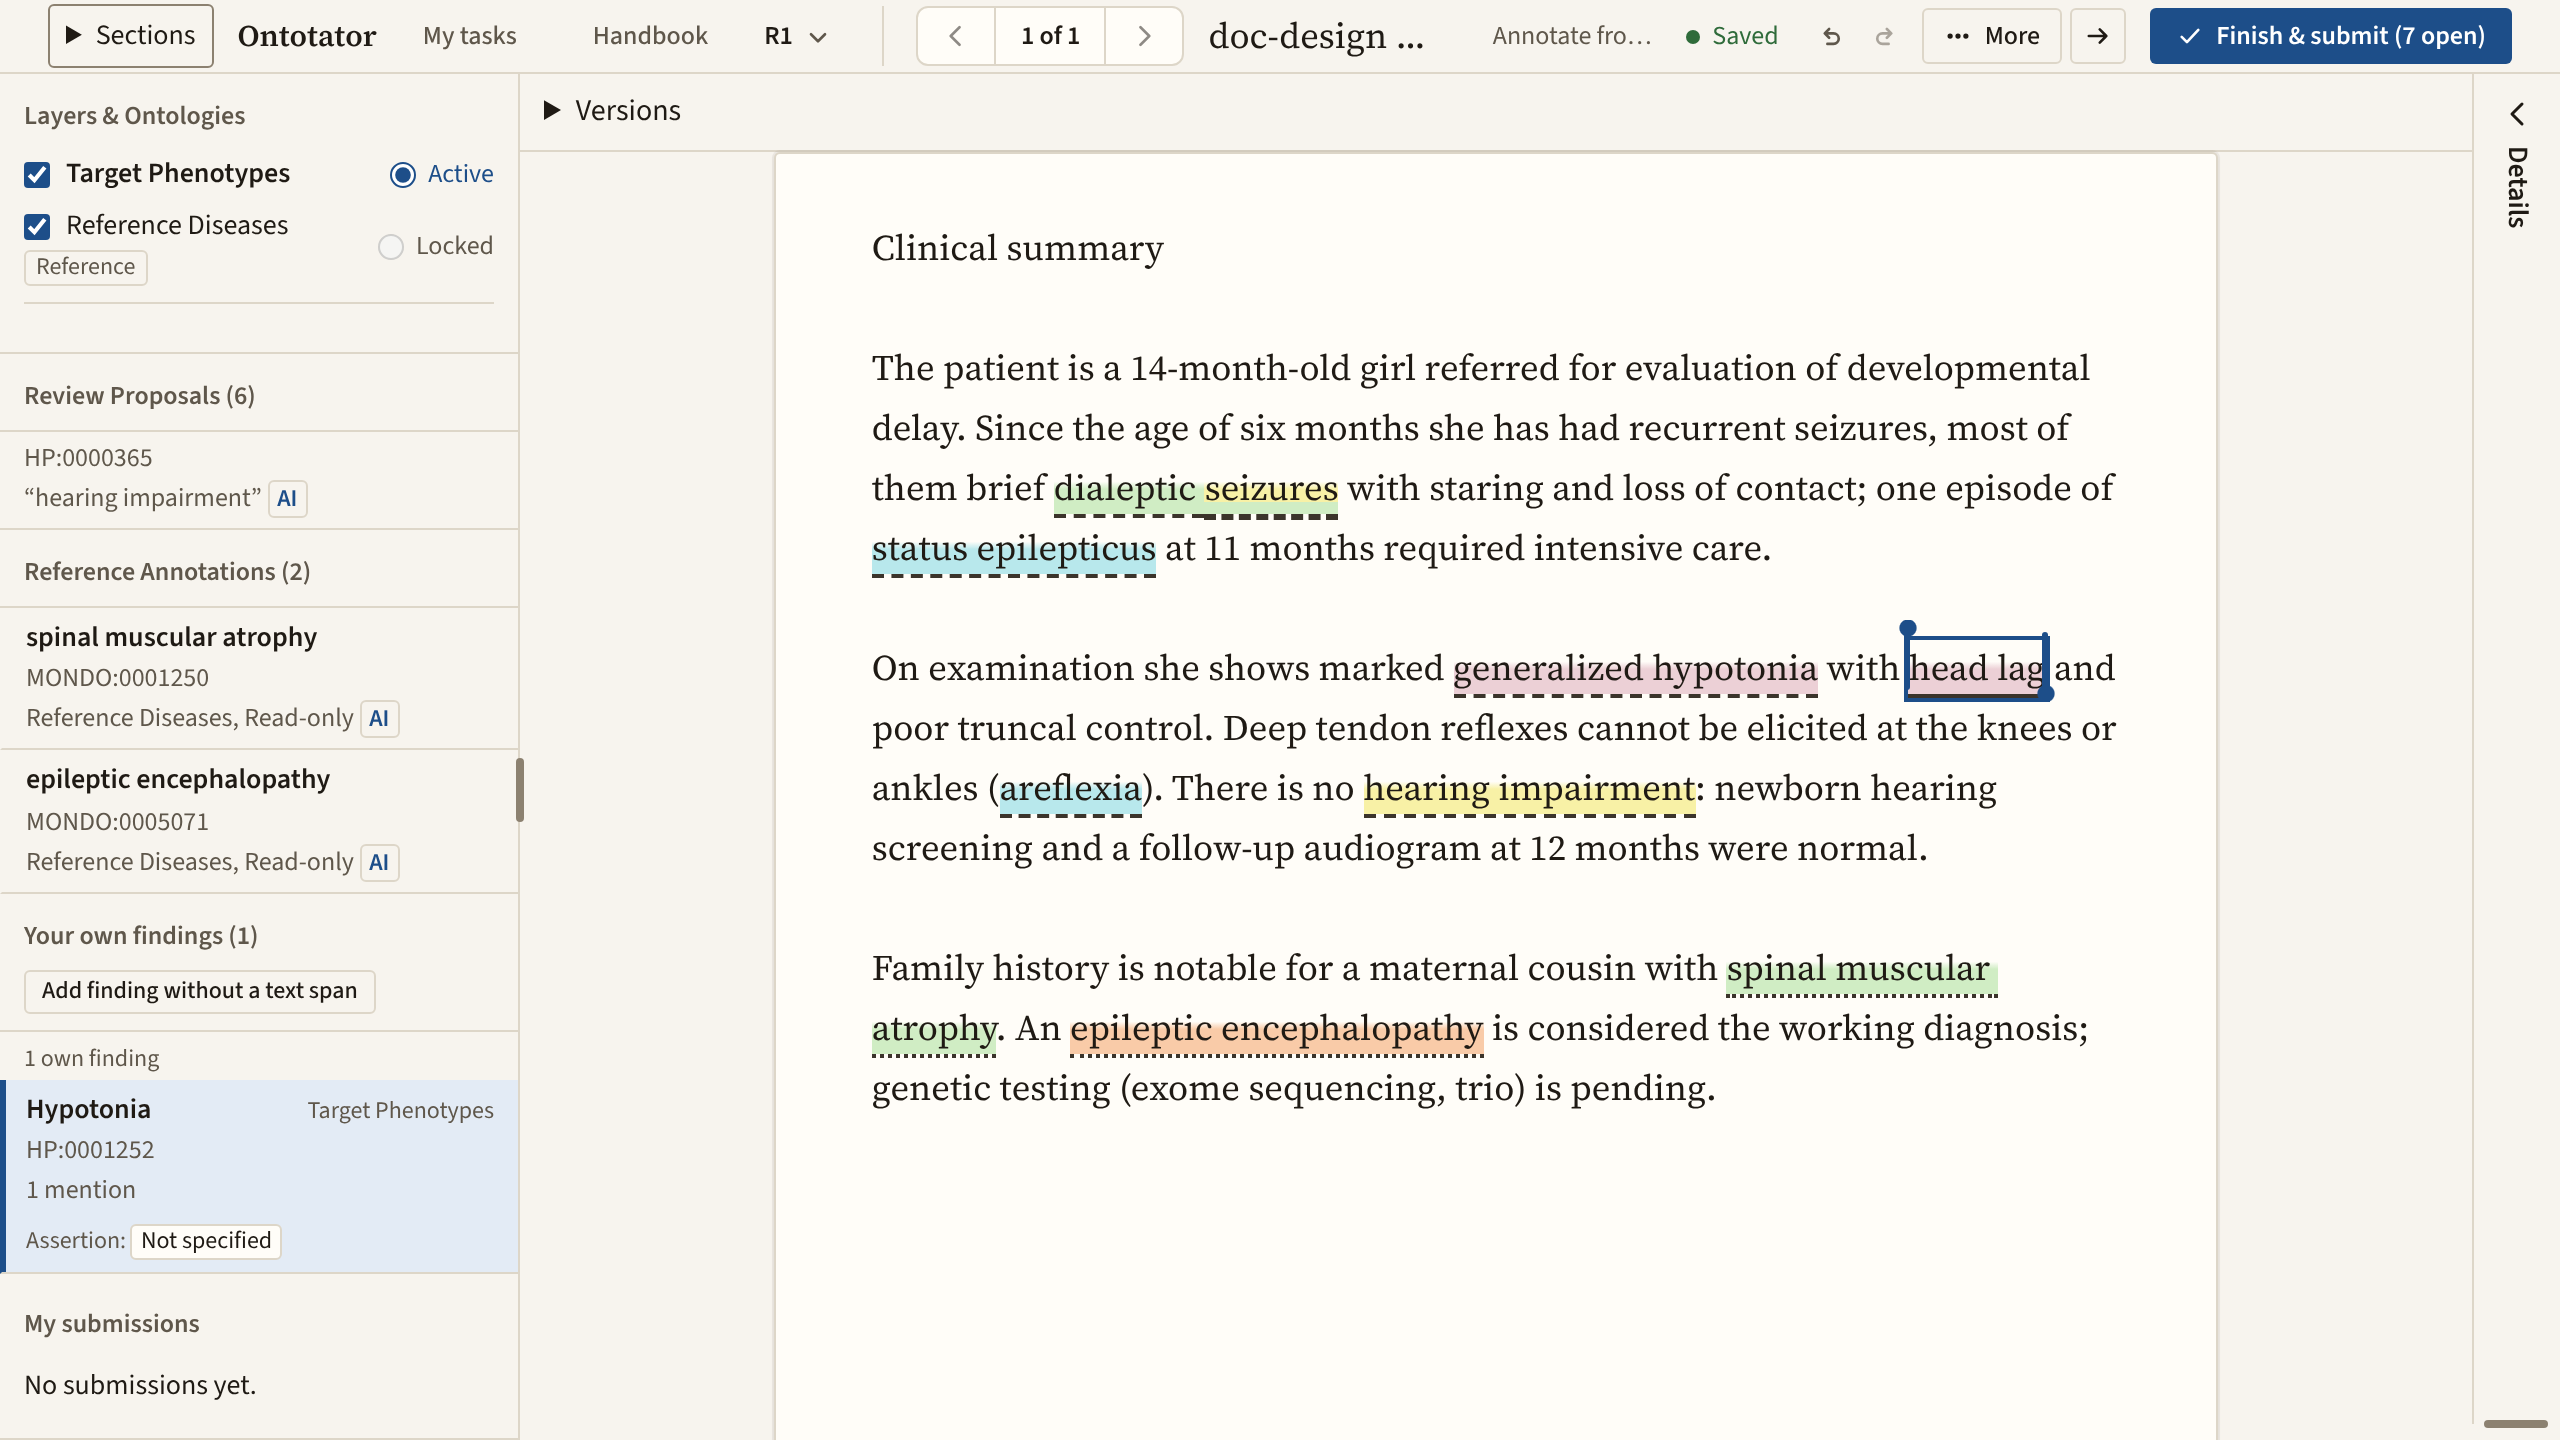 Sections
Ontotator
My tasks
Handbook
R1
1 of 1
doc-design ...
Annotate fro...
Saved
More
Finish & submit (7 open)
Layers & Ontologies
Target Phenotypes
Active
Reference Diseases
Reference
Locked
Review Proposals (6)
HP:0000365
“hearing impairment” AI
Reference Annotations (2)
spinal muscular atrophy
MONDO:0001250
Reference Diseases, Read-only AI
epileptic encephalopathy
MONDO:0005071
Reference Diseases, Read-only AI
Your own findings (1)
Add finding without a text span
1 own finding
Hypotonia
Target Phenotypes
HP:0001252
1 mention
Assertion: Not specified
My submissions
No submissions yet.
Versions
Clinical summary
The patient is a 14-month-old girl referred for evaluation of developmental
delay. Since the age of six months she has had recurrent seizures, most of
them brief dialeptic seizures with staring and loss of contact; one episode of
status epilepticus at 11 months required intensive care.
On examination she shows marked generalized hypotonia with head lag and
poor truncal control. Deep tendon reflexes cannot be elicited at the knees or
ankles (areflexia). There is no hearing impairment: newborn hearing
screening and a follow-up audiogram at 12 months were normal.
Family history is notable for a maternal cousin with spinal muscular
atrophy. An epileptic encephalopathy is considered the working diagnosis;
genetic testing (exome sequencing, trio) is pending.
Details